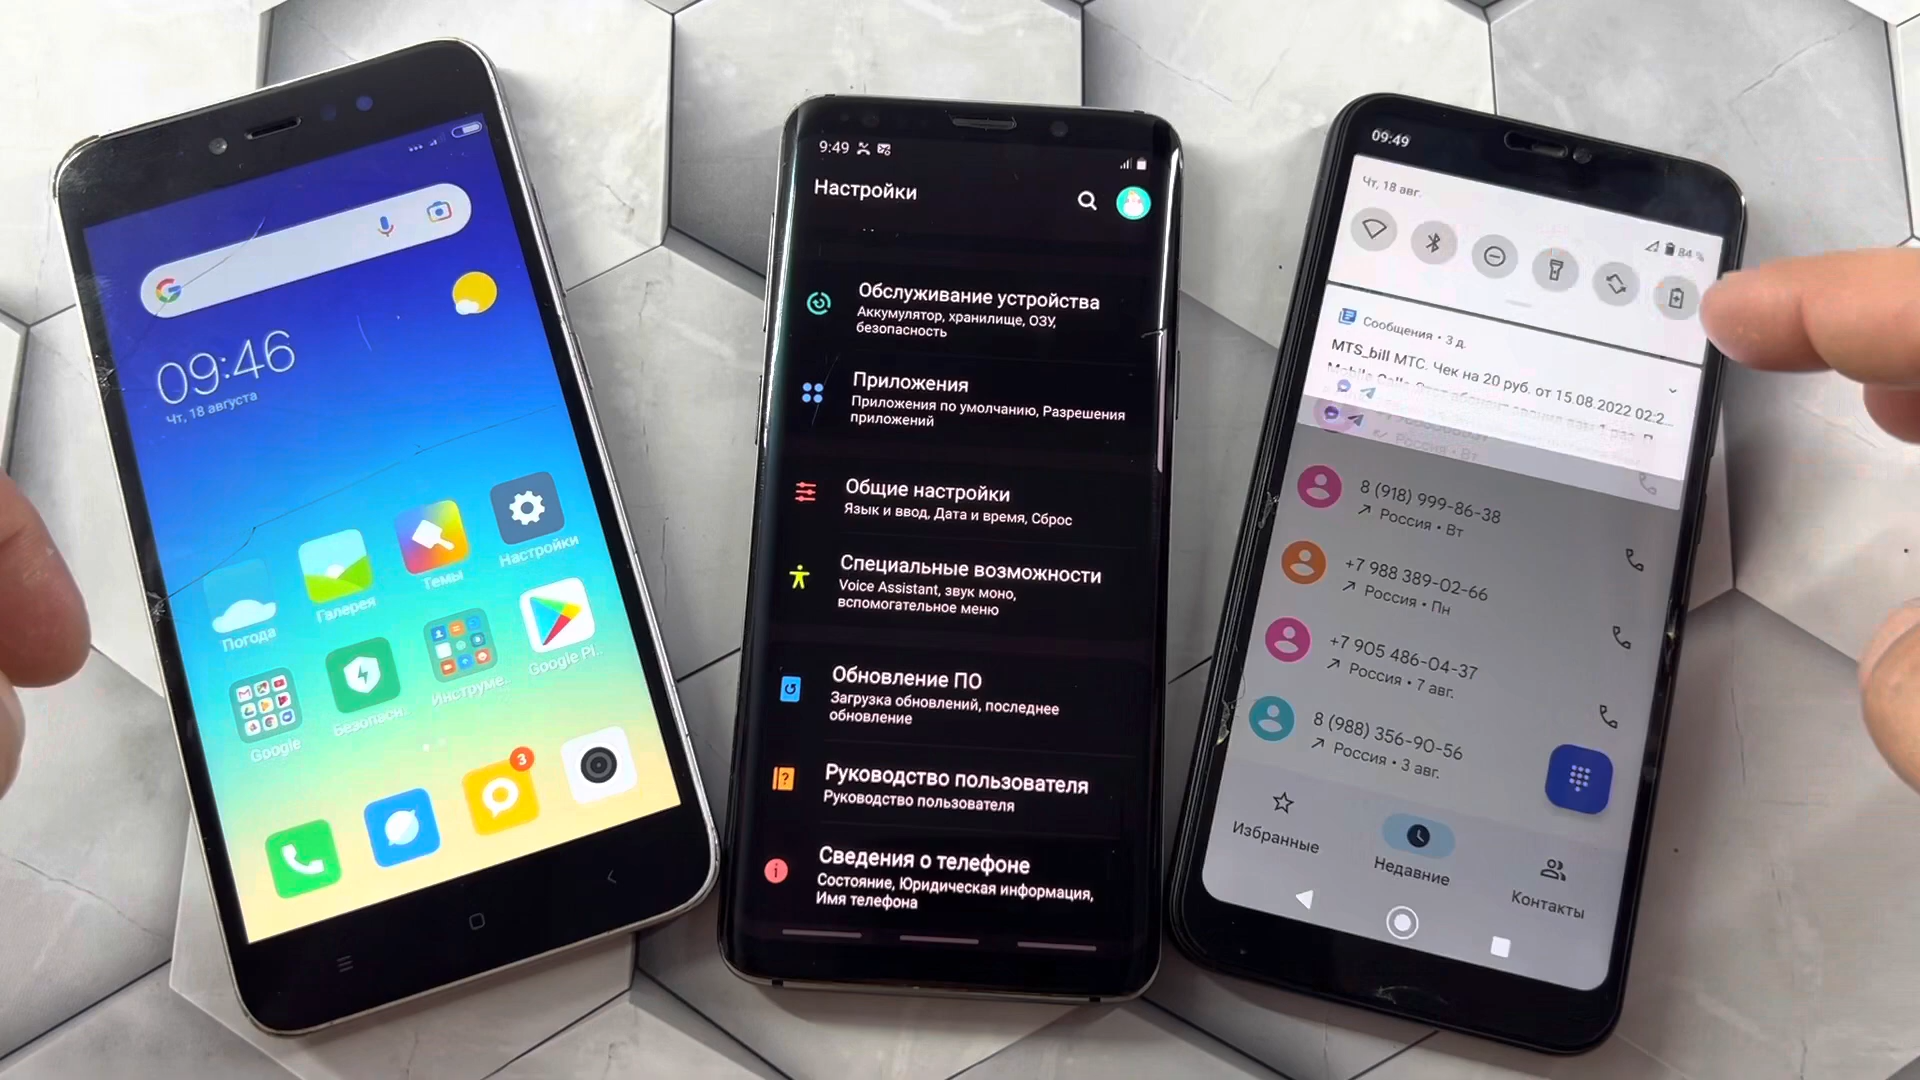 09:46
Чт, 18 августа
Погода
Галерея
Темы
Настройки
Google
Безопасн..
Инструме..
Google Pl..
3
9:49
Настройки
Обслуживание устройства
Аккумулятор, хранилище, ОЗУ,
безопасность
Приложения
Приложения по умолчанию, Разрешения
приложений
Общие настройки
Язык и ввод, Дата и время, Сброс
Специальные возможности
Voice Assistant, звук моно,
вспомогательное меню
Обновление ПО
Загрузка обновлений, последнее
обновление
Руководство пользователя
Руководство пользователя
Сведения о телефоне
Состояние, Юридическая информация,
Имя телефона
09:49
Чт, 18 авг.
84 %
Сообщения • 3 д.
MTS_bill МТС. Чек на 20 руб. от 15.08.2022 02:2...
Россия • Вт
8 (918) 999-86-38
Россия • Вт
+7 988 389-02-66
Россия • Пн
+7 905 486-04-37
Россия • 7 авг.
8 (988) 356-90-56
Россия • 3 авг.
Избранные
Недавние
Контакты